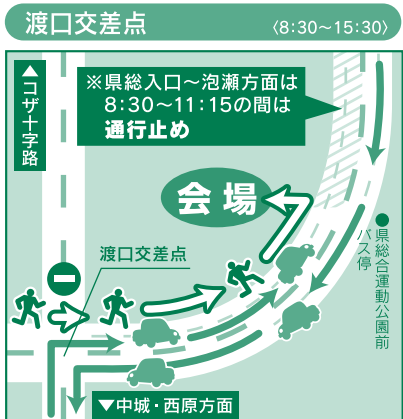 渡口交差点
〈8:30〜15:30〉
▲コザ十字路
※県総入口〜泡瀬方面は
8:30〜11:15の間は
通行止め
会場
●県総合運動公園前
バス停
渡口交差点
▼中城・西原方面